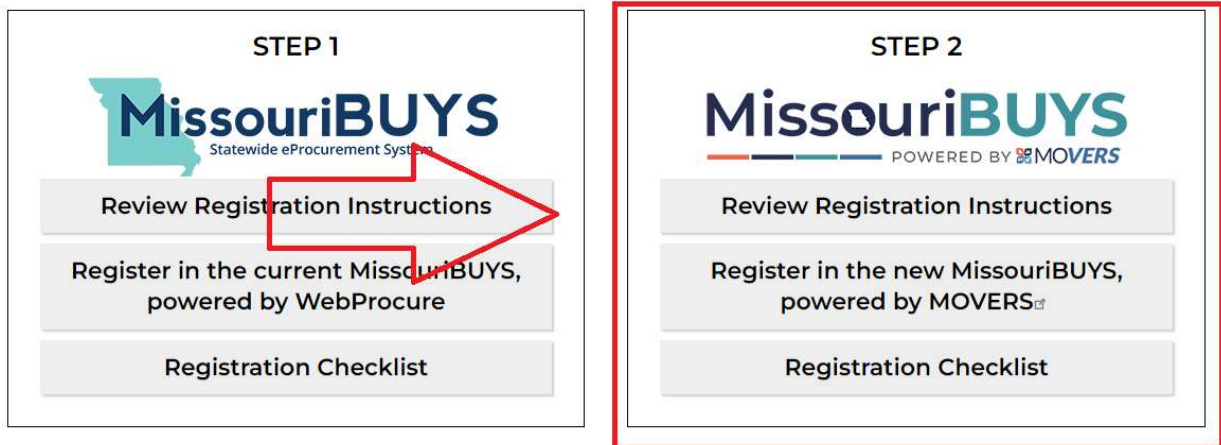 STEP 1
MissouriBUYS
Statewide eProcurement System
Review Registration Instructions
Register in the current MissouriBUYS,
powered by WebProcure
Registration Checklist
STEP 2
MissouriBUYS
POWERED BY MOVERS
Review Registration Instructions
Register in the new MissouriBUYS,
powered by MOVERS
Registration Checklist